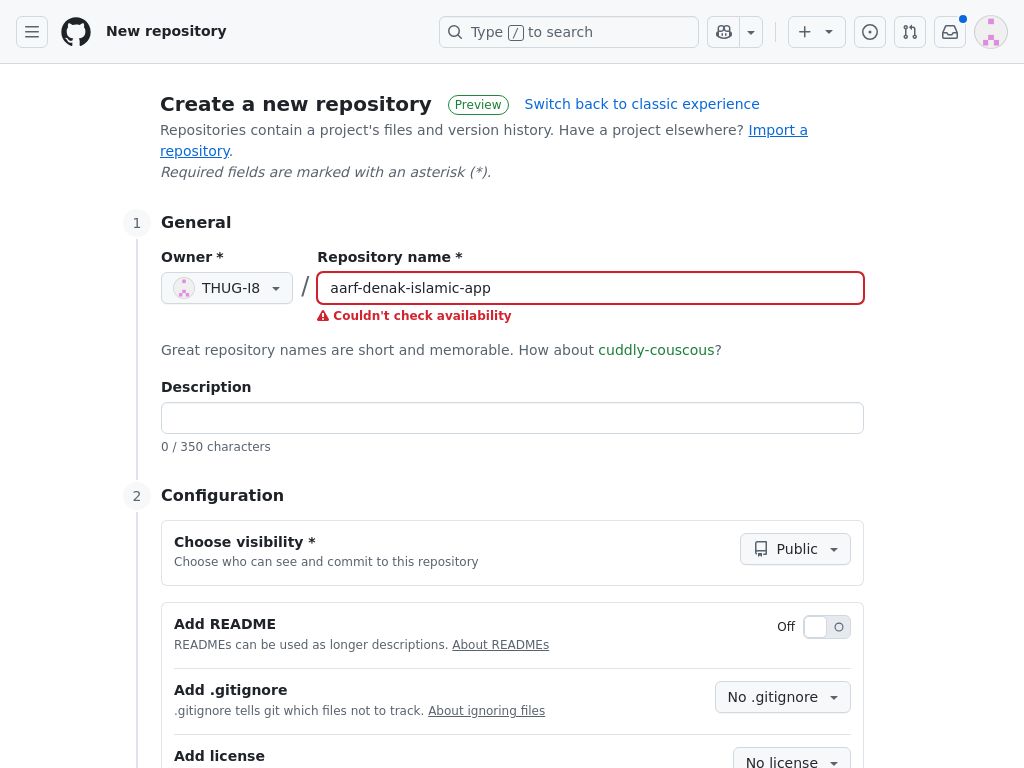 New repository
Type / to search
Create a new repository Preview Switch back to classic experience
Repositories contain a project's files and version history. Have a project elsewhere? Import a
repository.
Required fields are marked with an asterisk (*).
1 General
Owner * Repository name *
THUG-I8 / aarf-denak-islamic-app
Couldn't check availability
Great repository names are short and memorable. How about cuddly-couscous?
Description
0 / 350 characters
2 Configuration
Choose visibility *
Choose who can see and commit to this repository
Public
Add README
READMEs can be used as longer descriptions. About READMEs
Off
Add .gitignore
.gitignore tells git which files not to track. About ignoring files
No .gitignore
Add license
No license